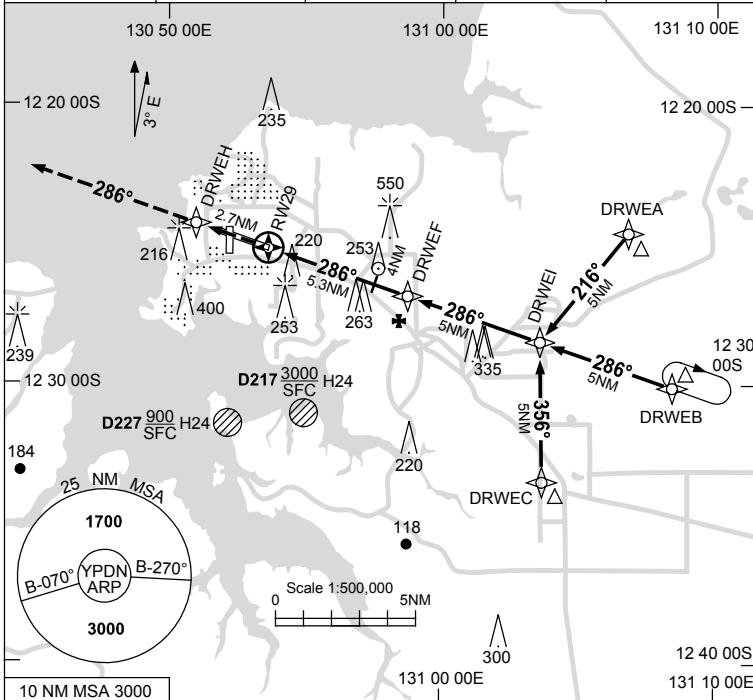 130 50 00E
131 00 00E
131 10 00E
12 20 00S
12 20 00S
3° E
235
286°
DRWEH
2.7NM
RW29
550
DRWEA
216
220
253
4NM
DRWEF
286°
5.3NM
216°
5NM
DRWEI
400
253
263
286°
5NM
239
335
286°
5NM
12 30 00S
12 30 00S
D217 3000 SFC H24
DRWEB
D227 900 SFC H24
356°
5NM
184
220
DRWEC
25 NM MSA
1700
118
B-070°
YPDN ARP
B-270°
3000
Scale 1:500,000
0
5NM
300
12 40 00S
10 NM MSA 3000
131 00 00E
131 10 00E